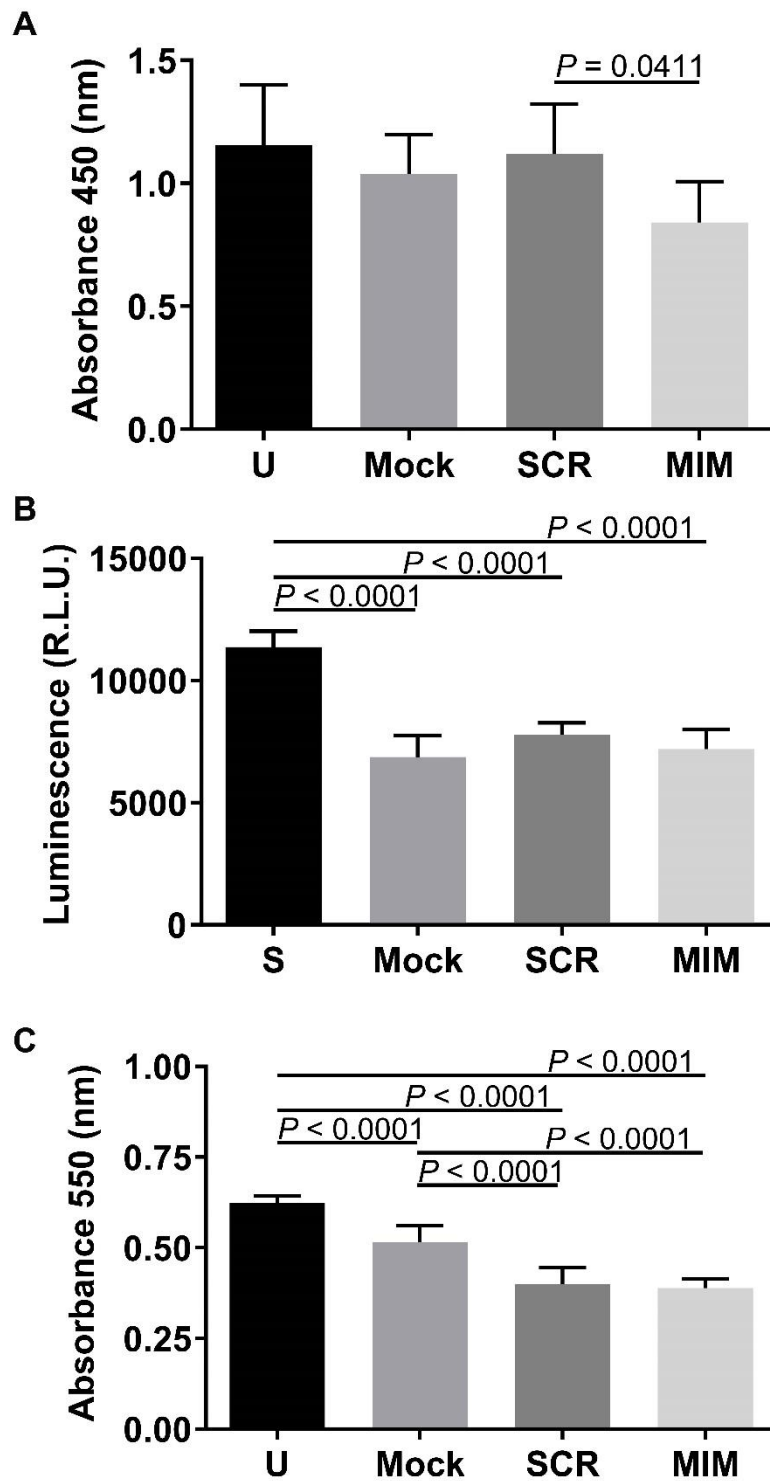 A
Absorbance 450 (nm)
1.5
1.0
0.5
0.0
P = 0.0411
U Mock SCR MIM
B
Luminescence (R.L.U.)
15000
10000
5000
0
P < 0.0001
P < 0.0001
P < 0.0001
S Mock SCR MIM
C
Absorbance 550 (nm)
1.00
0.75
0.50
0.25
0.00
P < 0.0001
P < 0.0001
P < 0.0001 P < 0.0001
P < 0.0001
U Mock SCR MIM